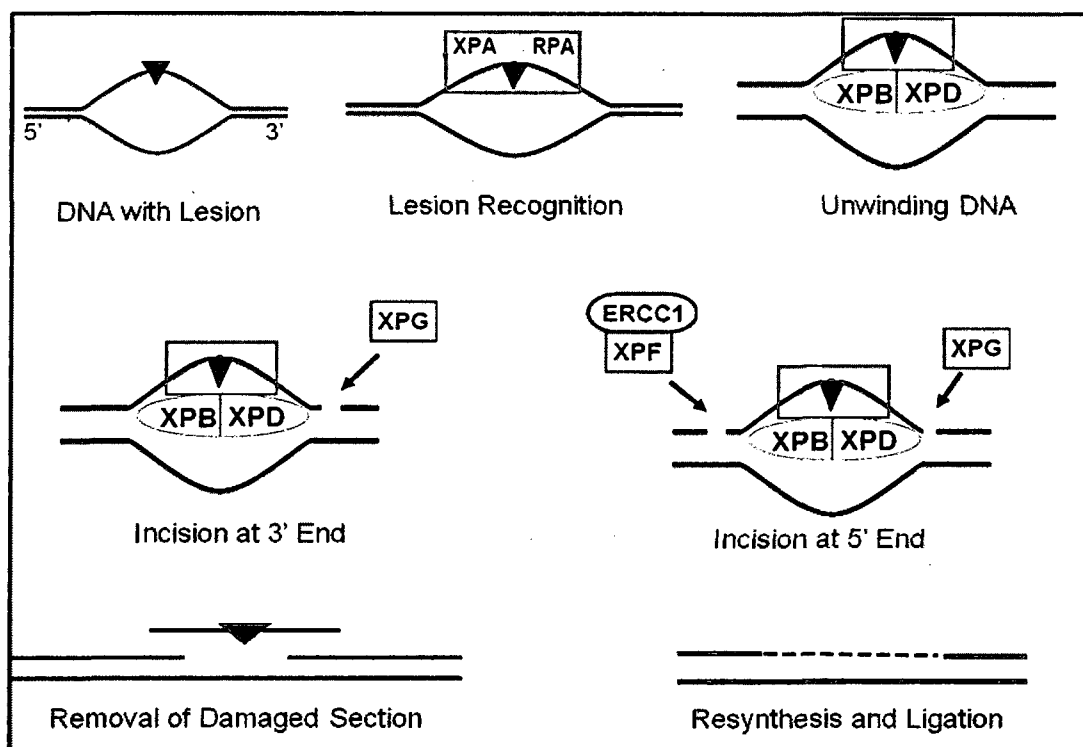 XPA RPA
XPB XPD
5' 3'
DNA with Lesion
Lesion Recognition
Unwinding DNA
XPG
XPB XPD
Incision at 3' End
ERCC1
XPF
XPG
XPB XPD
Incision at 5' End
Removal of Damaged Section
Resynthesis and Ligation